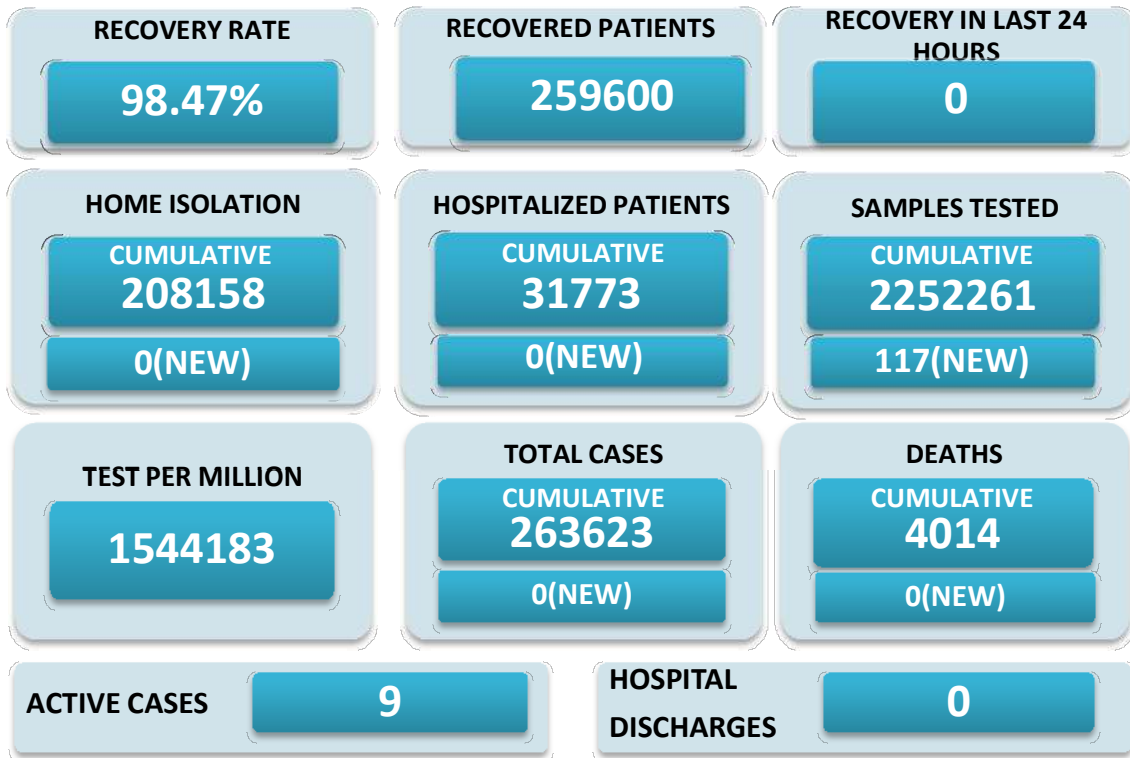 RECOVERY RATE
98.47%
RECOVERED PATIENTS
259600
RECOVERY IN LAST 24
HOURS
0
HOME ISOLATION
CUMULATIVE
208158
0(NEW)
HOSPITALIZED PATIENTS
CUMULATIVE
31773
0(NEW)
SAMPLES TESTED
CUMULATIVE
2252261
117(NEW)
TEST PER MILLION
1544183
TOTAL CASES
CUMULATIVE
263623
0(NEW)
DEATHS
CUMULATIVE
4014
0(NEW)
ACTIVE CASES
9
HOSPITAL
DISCHARGES
0